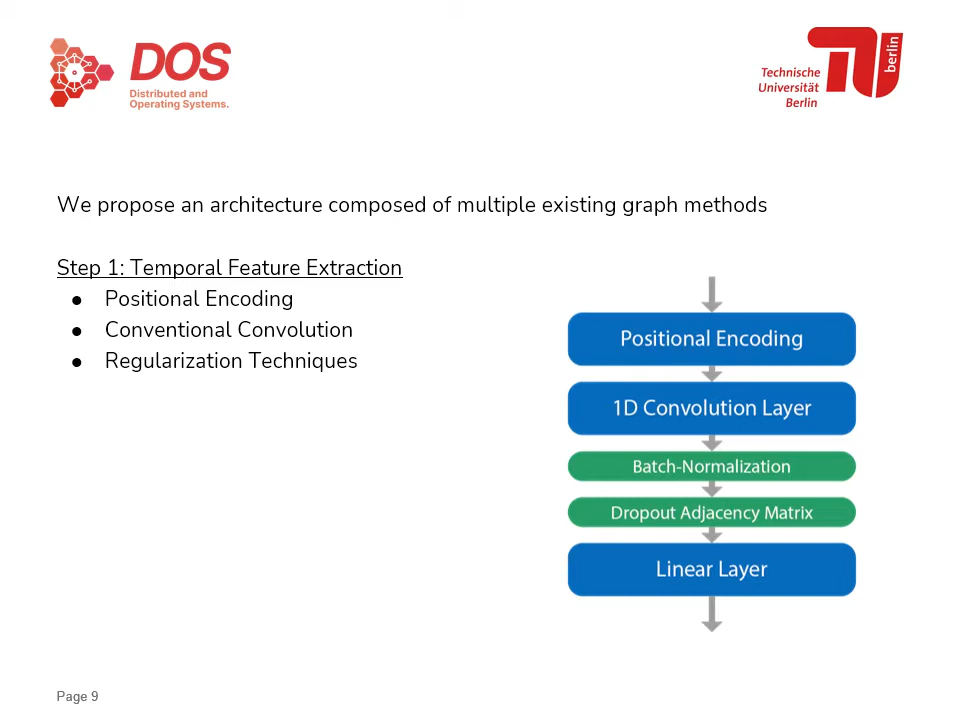 DOS
Distributed and
Operating Systems.
Technische
Universität
Berlin
berlin
We propose an architecture composed of multiple existing graph methods
Step 1: Temporal Feature Extraction
● Positional Encoding
● Conventional Convolution
● Regularization Techniques
Positional Encoding
1D Convolution Layer
Batch-Normalization
Dropout Adjacency Matrix
Linear Layer
Page 9